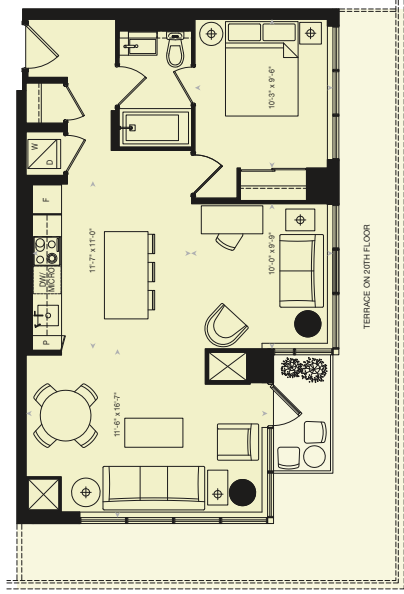 10'-3" x 9'-6"
W
D
F
DW/
MICRO
P
11'-7" x 11'-0"
10'-0" x 9'-9"
11'-6" x 16'-7"
TERRACE ON 20TH FLOOR